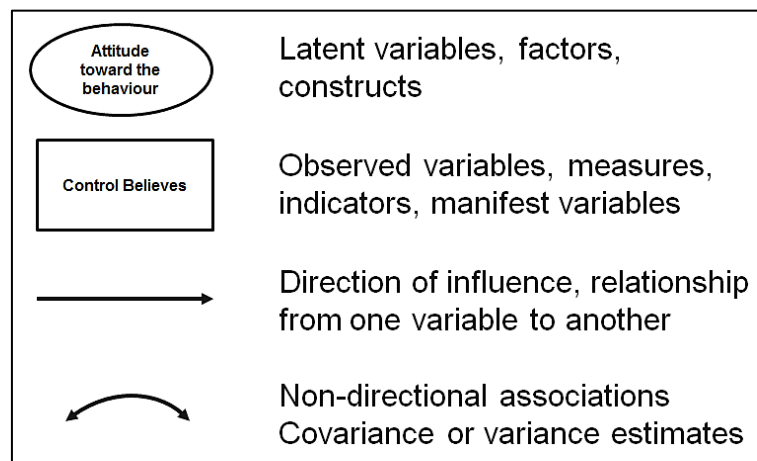 Attitude
toward the
behaviour
Latent variables, factors,
constructs
Control Believes
Observed variables, measures,
indicators, manifest variables
Direction of influence, relationship
from one variable to another
Non-directional associations
Covariance or variance estimates